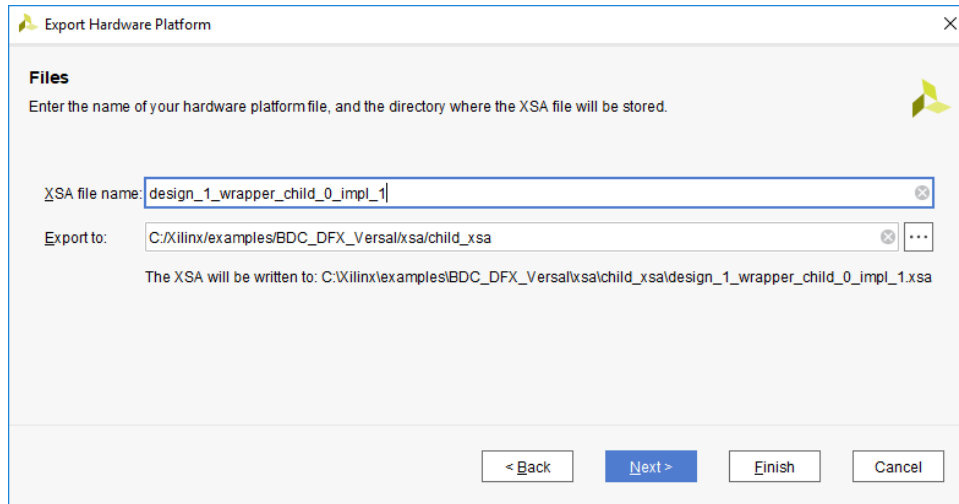 Export Hardware Platform
Files
Enter the name of your hardware platform file, and the directory where the XSA file will be stored.
XSA file name: design_1_wrapper_child_0_impl_1
Export to: C:/Xilinx/examples/BDC_DFX_Versal/xsa/child_xsa ...
The XSA will be written to: C:\Xilinx\examples\BDC_DFX_Versal\xsa\child_xsa\design_1_wrapper_child_0_impl_1.xsa
< Back Next > Finish Cancel